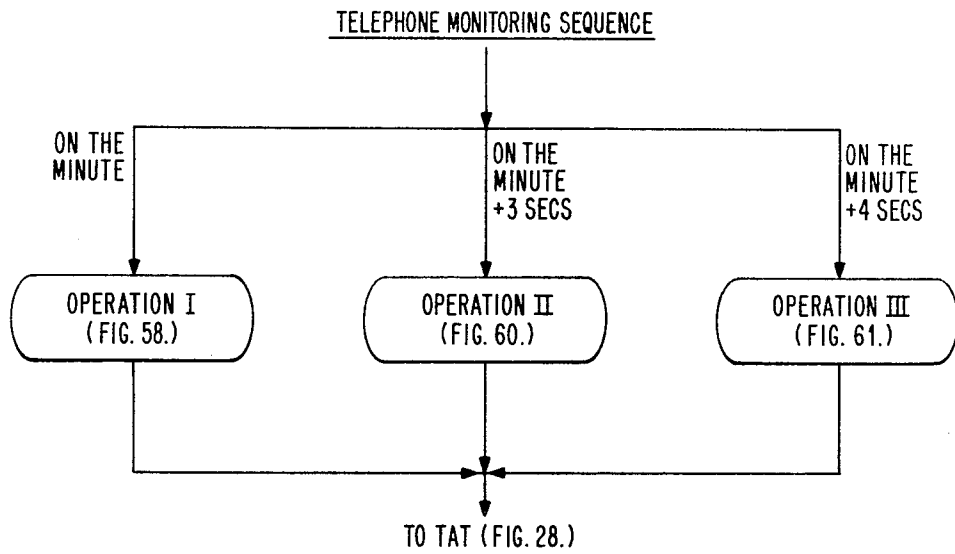 TELEPHONE MONITORING SEQUENCE
ON THE
MINUTE
ON THE
MINUTE
+3 SECS
ON THE
MINUTE
+4 SECS
OPERATION I
(FIG. 58.)
OPERATION II
(FIG. 60.)
OPERATION III
(FIG. 61.)
TO TAT (FIG. 28.)